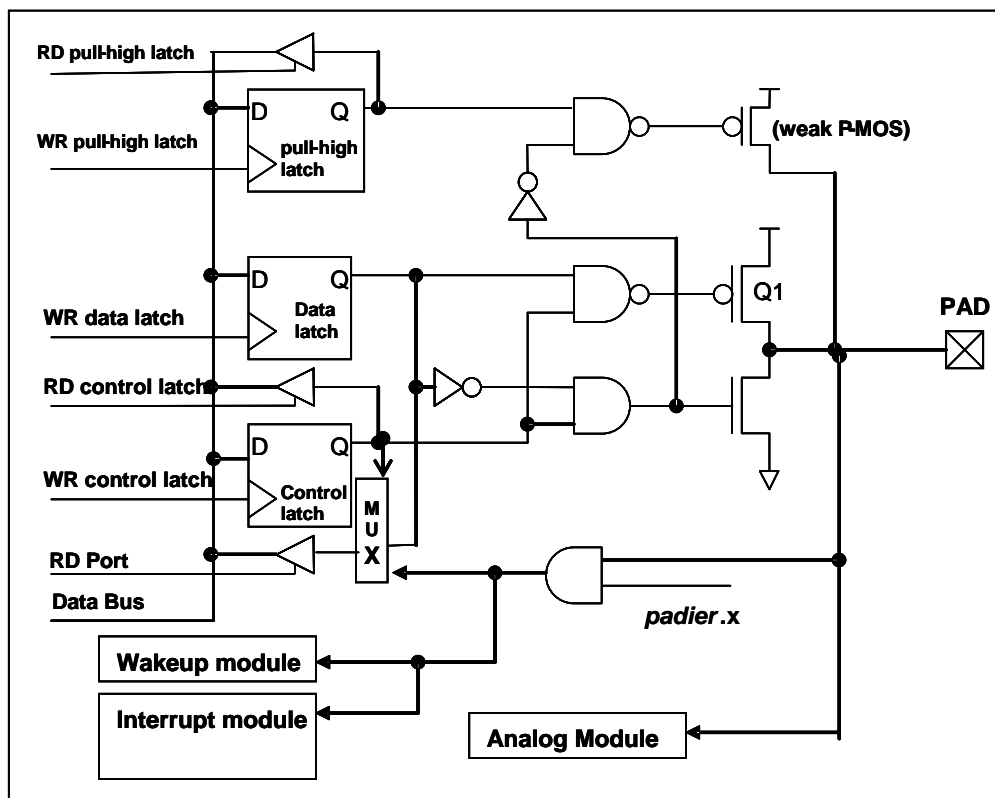 RD pull-high latch
D Q
(weak P-MOS)
WR pull-high latch
pull-high
latch
D Q
Q1
Data
latch
WR data latch
PAD
RD control latch
D Q
WR control latch
Control
latch
M
U
X
RD Port
Data Bus
padier.x
Wakeup module
Interrupt module
Analog Module